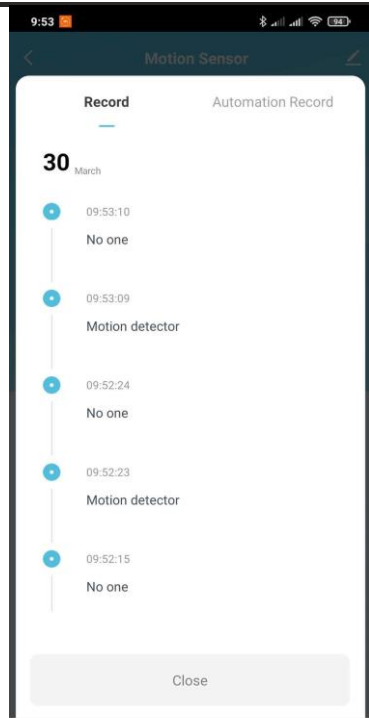 9:53
94
Motion Sensor
Record
Automation Record
30 March
09:53:10
No one
09:53:09
Motion detector
09:52:24
No one
09:52:23
Motion detector
09:52:15
No one
Close